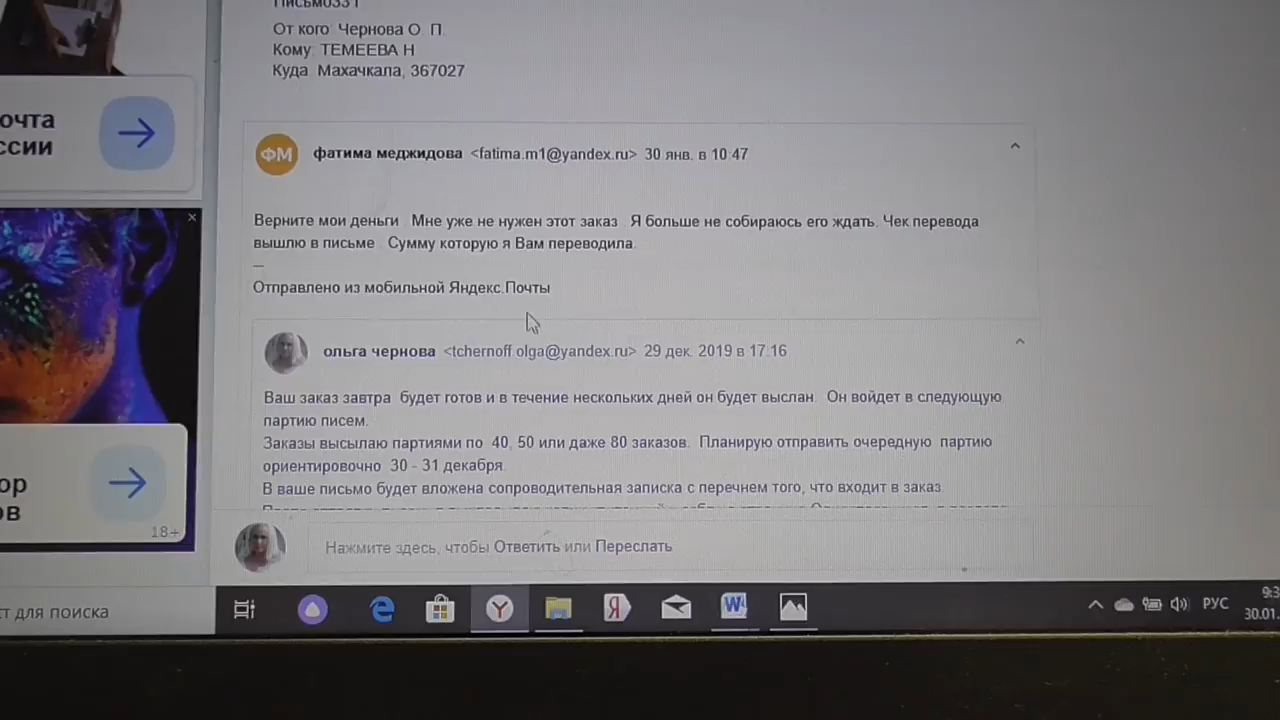 От кого Чернова О. П.
Кому ТЕМЕЕВА Н
Куда Махачкала, 367027
очта
ссии
ФМ
фатима меджидова <fatima.m1@yandex.ru> 30 янв. в 10:47
Верните мои деньги Мне уже не нужен этот заказ Я больше не собираюсь его ждать. Чек перевода
вышлю в письме Сумму которую я Вам переводила.
--
Отправлено из мобильной Яндекс.Почты
ольга чернова <tchernoff.olga@yandex.ru> 29 дек. 2019 в 17:16
Ваш заказ завтра будет готов и в течение нескольких дней он будет выслан. Он войдет в следующую
партию писем.
Заказы высылаю партиями по 40, 50 или даже 80 заказов. Планирую отправить очередную партию
ориентировочно 30 - 31 декабря.
В ваше письмо будет вложена сопроводительная записка с перечнем того, что входит в заказ.
ор
ов
18+
Нажмите здесь, чтобы Ответить или Переслать
ст для поиска
РУС
9:3
30.01.